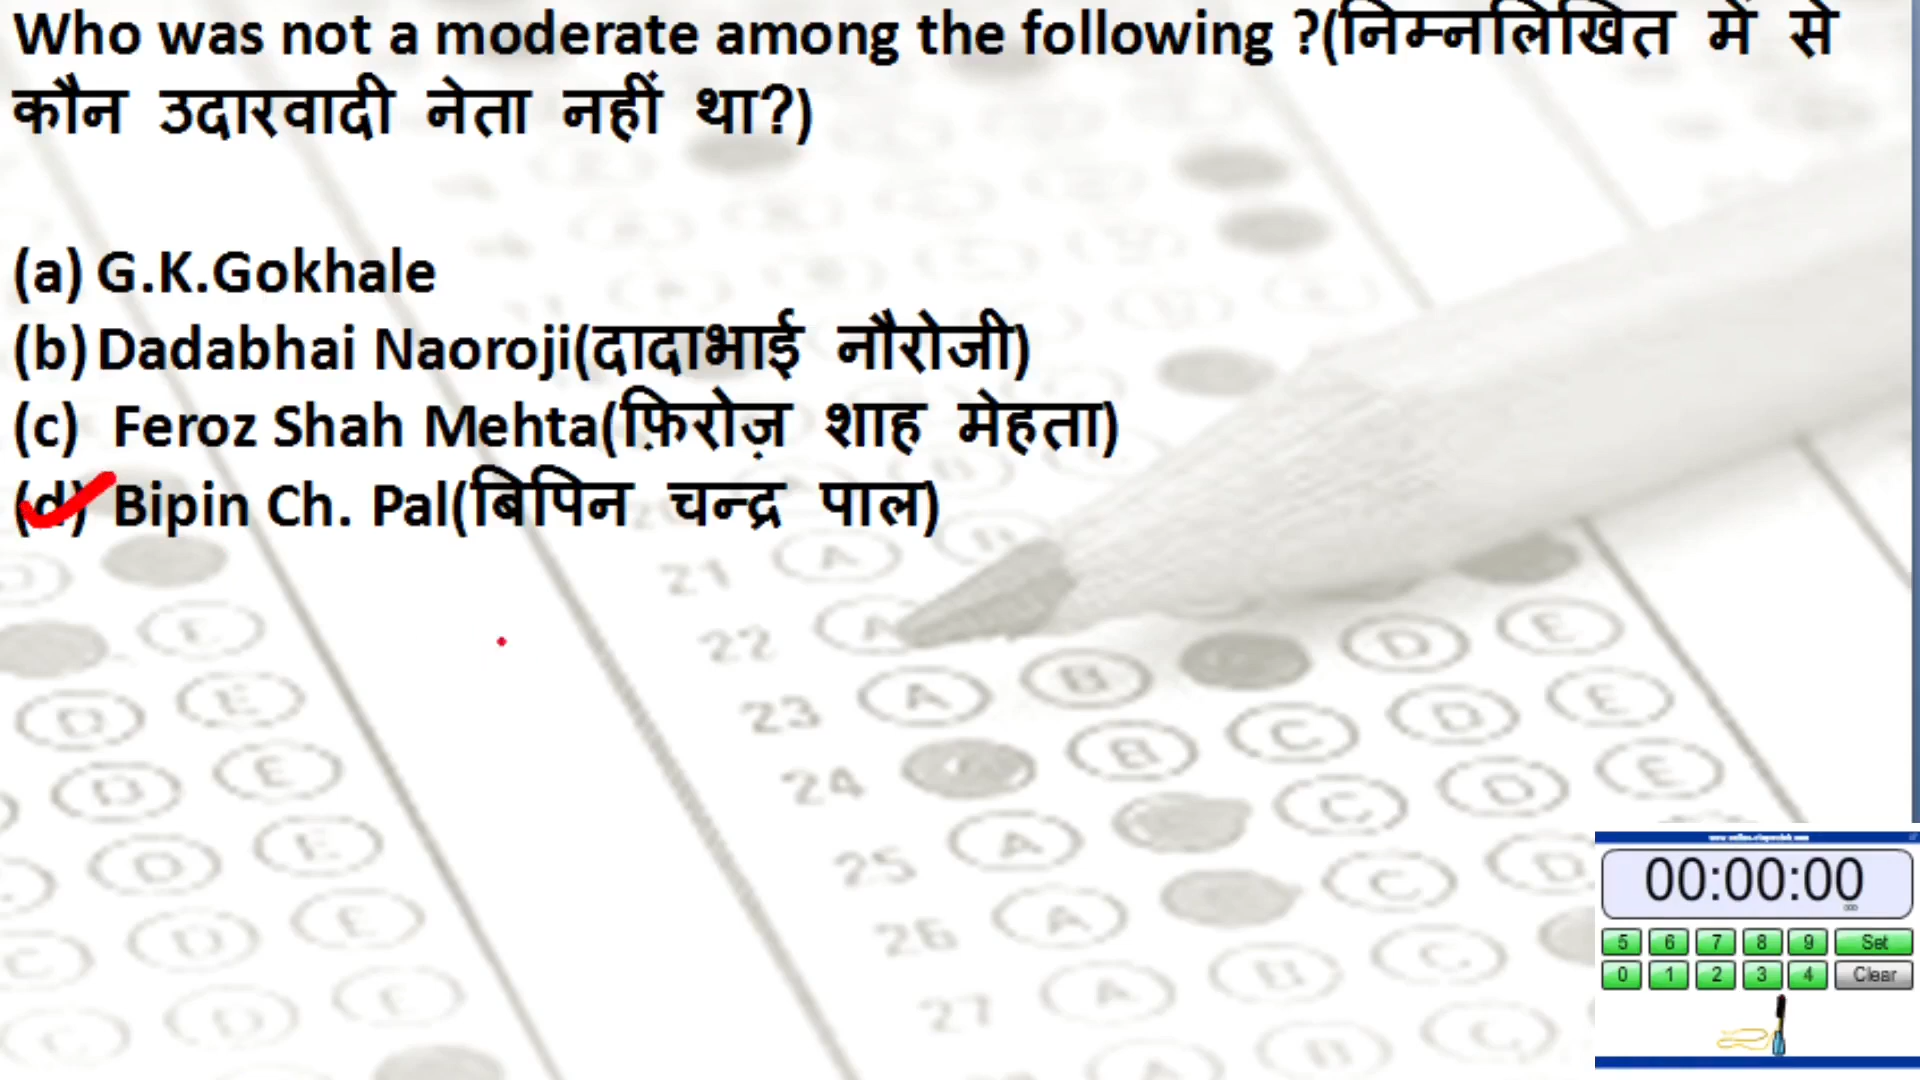 Who was not a moderate among the following ?(निम्नलिखित में से
कौन उदारवादी नेता नहीं था?)
(a) G.K.Gokhale
(b) Dadabhai Naoroji(दादाभाई नौरोजी)
(c) Feroz Shah Mehta(फ़िरोज़ शाह मेहता)
(d) Bipin Ch. Pal(बिपिन चन्द्र पाल)
21 A
22 A D E
23 A B D E
24 B C D E
25 A C D
26 A C
27 A B C
00:00:00
5 6 7 8 9 Set
0 1 2 3 4 Clear